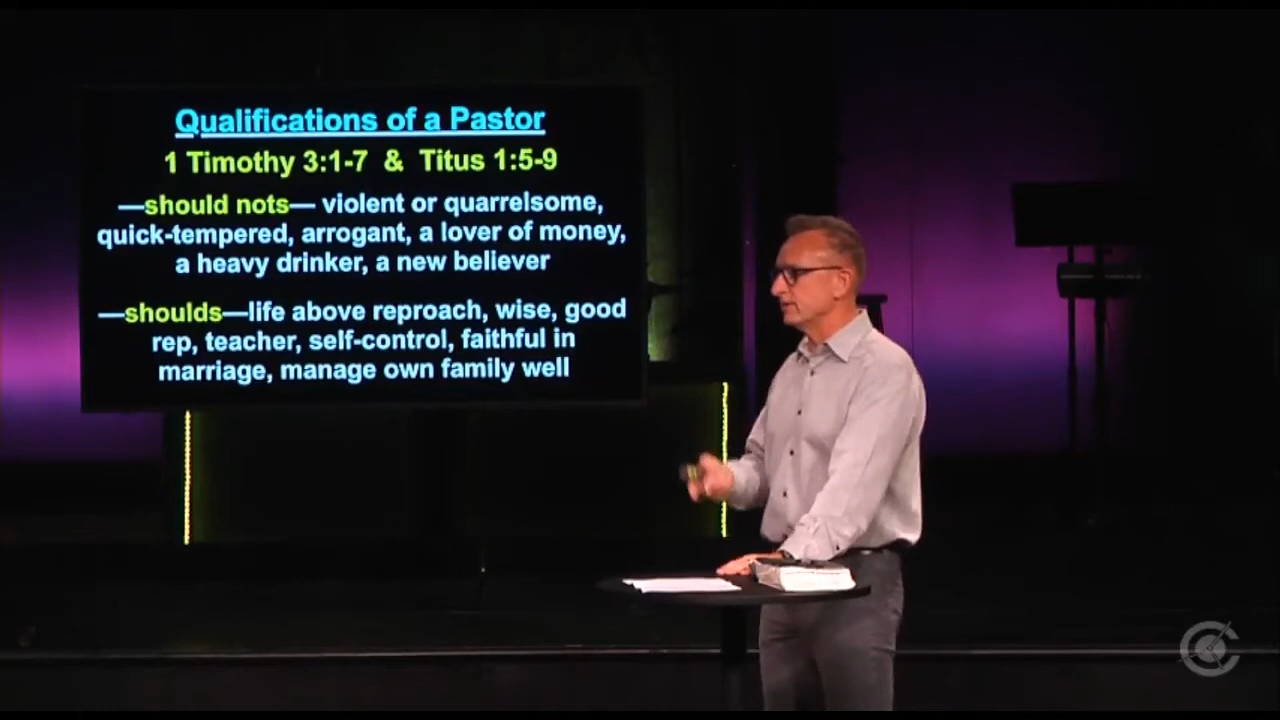 Qualifications of a Pastor
1 Timothy 3:1-7 & Titus 1:5-9
—should nots— violent or quarrelsome,
quick-tempered, arrogant, a lover of money,
a heavy drinker, a new believer
—shoulds—life above reproach, wise, good
rep, teacher, self-control, faithful in
marriage, manage own family well